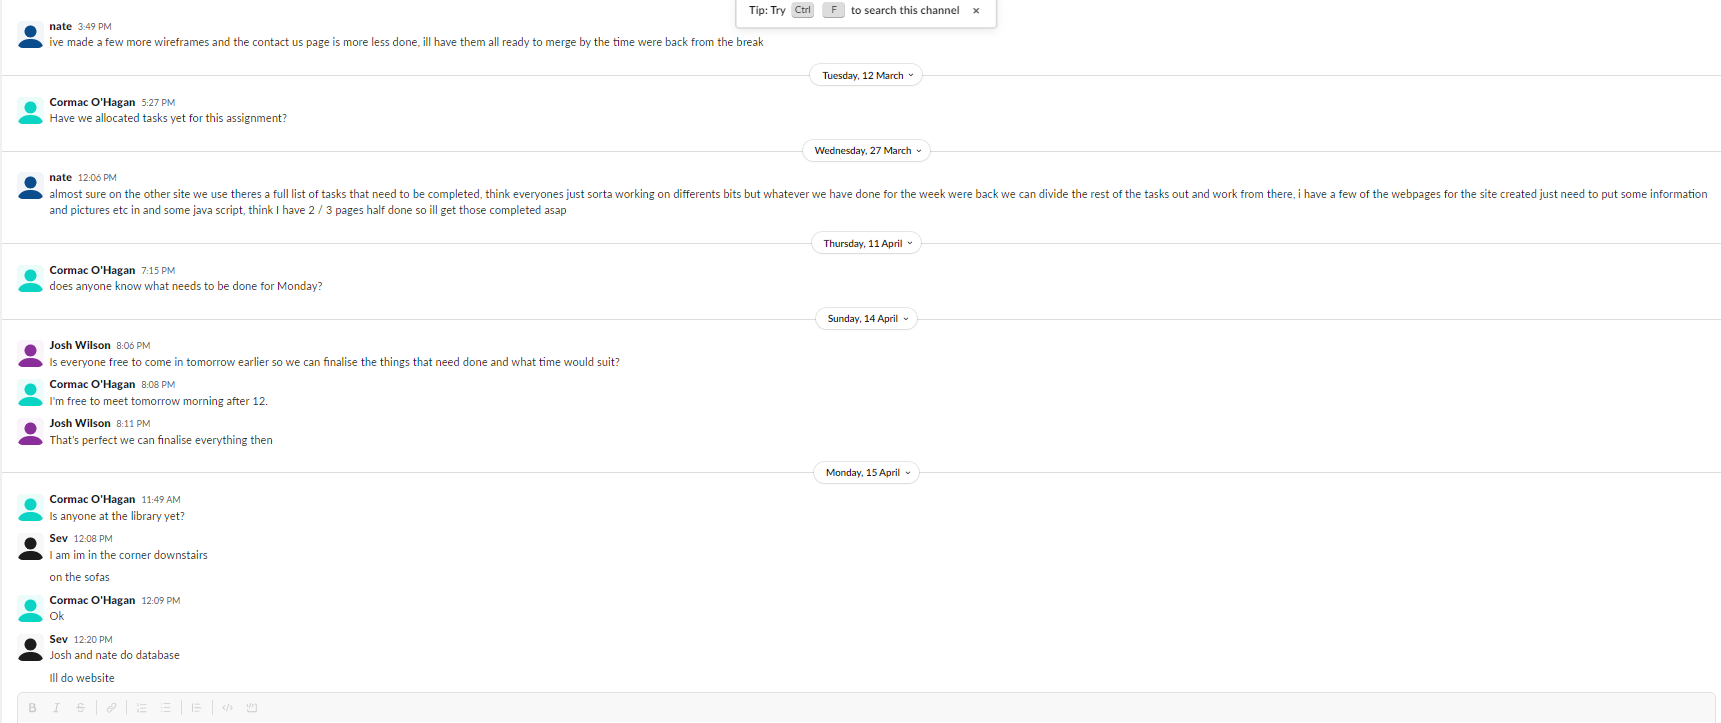 Tip: Try Ctrl F to search this channel ×
nate 3:49 PM
ive made a few more wireframes and the contact us page is more less done, ill have them all ready to merge by the time were back from the break
Tuesday, 12 March
Cormac O'Hagan 5:27 PM
Have we allocated tasks yet for this assignment?
Wednesday, 27 March
nate 12:06 PM
almost sure on the other site we use theres a full list of tasks that need to be completed, think everyones just sorta working on differents bits but whatever we have done for the week were back we can divide the rest of the tasks out and work from there, i have a few of the webpages for the site created just need to put some information
and pictures etc in and some java script, think I have 2 / 3 pages half done so ill get those completed asap
Thursday, 11 April
Cormac O'Hagan 7:15 PM
does anyone know what needs to be done for Monday?
Sunday, 14 April
Josh Wilson 8:06 PM
Is everyone free to come in tomorrow earlier so we can finalise the things that need done and what time would suit?
Cormac O'Hagan 8:08 PM
I'm free to meet tomorrow morning after 12.
Josh Wilson 8:11 PM
That's perfect we can finalise everything then
Monday, 15 April
Cormac O'Hagan 11:49 AM
Is anyone at the library yet?
Sev 12:08 PM
I am im in the corner downstairs
on the sofas
Cormac O'Hagan 12:09 PM
Ok
Sev 12:20 PM
Josh and nate do database
Ill do website
B I S